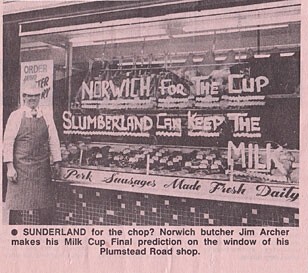 ORDER
NORWICH FOR THE CUP
SLUMBERLAND CAN KEEP THE
MILK
Pork Sausages Made Fresh Daily
● SUNDERLAND for the chop? Norwich butcher Jim Archer
makes his Milk Cup Final prediction on the window of his
Plumstead Road shop.